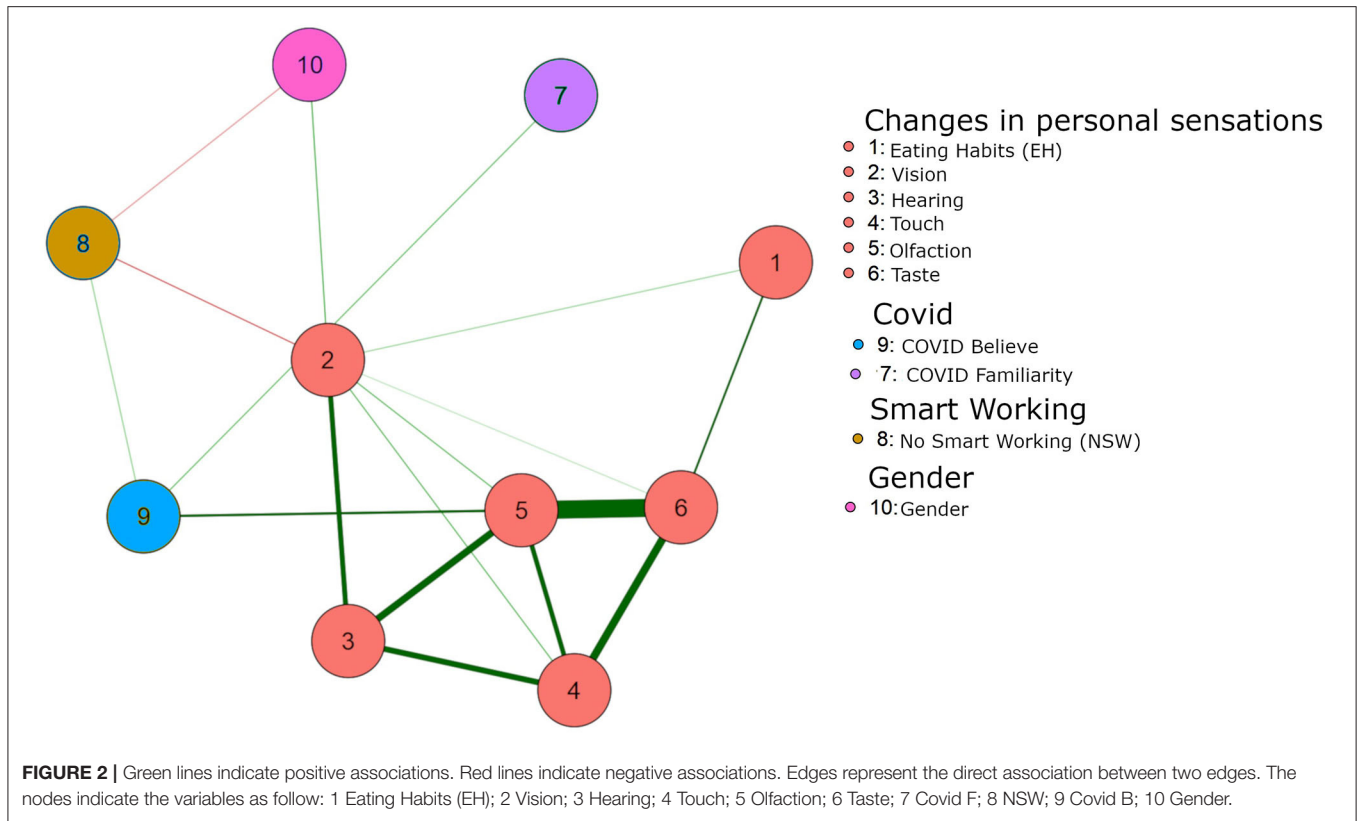 10
7
8
1
2
9
5
6
3
4
Changes in personal sensations
1: Eating Habits (EH)
2: Vision
3: Hearing
4: Touch
5: Olfaction
6: Taste
Covid
9: COVID Believe
7: COVID Familiarity
Smart Working
8: No Smart Working (NSW)
Gender
10: Gender
FIGURE 2 | Green lines indicate positive associations. Red lines indicate negative associations. Edges represent the direct association between two edges. The
nodes indicate the variables as follow: 1 Eating Habits (EH); 2 Vision; 3 Hearing; 4 Touch; 5 Olfaction; 6 Taste; 7 Covid F; 8 NSW; 9 Covid B; 10 Gender.